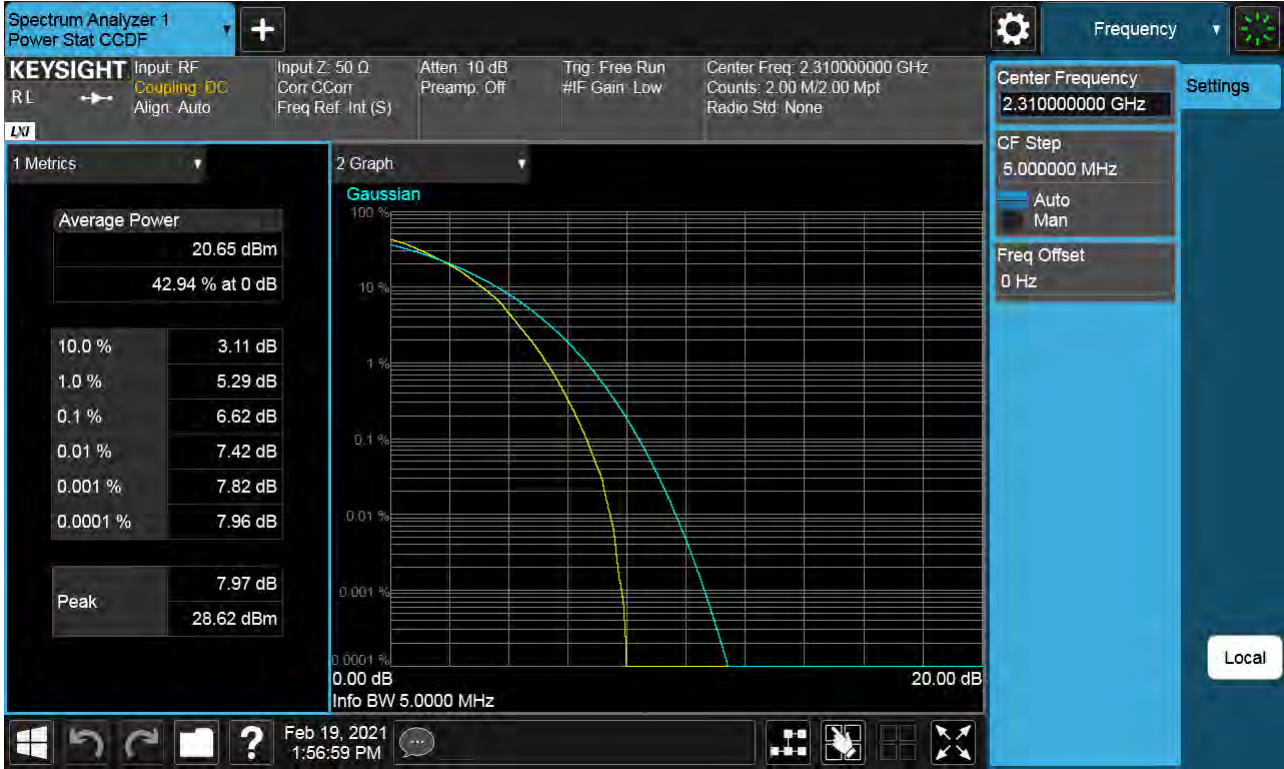 Spectrum Analyzer 1
Power Stat CCDF
+
Frequency
KEYSIGHT
RL
LXI
Input: RF
Coupling: DC
Align: Auto
Input Z: 50 Ω
Corr CCorr
Freq Ref: Int (S)
Atten: 10 dB
Preamp: Off
Trig: Free Run
#IF Gain: Low
Center Freq: 2.310000000 GHz
Counts: 2.00 M/2.00 Mpt
Radio Std: None
Center Frequency
2.310000000 GHz
Settings
CF Step
5.000000 MHz
Auto
Man
Freq Offset
0 Hz
Local
1 Metrics
Average Power
20.65 dBm
42.94 % at 0 dB
10.0 % 3.11 dB
1.0 % 5.29 dB
0.1 % 6.62 dB
0.01 % 7.42 dB
0.001 % 7.82 dB
0.0001 % 7.96 dB
Peak
7.97 dB
28.62 dBm
2 Graph
Gaussian
100 %
10 %
1 %
0.1 %
0.01 %
0.001 %
0.0001 %
0.00 dB 20.00 dB
Info BW 5.0000 MHz
?
Feb 19, 2021
1:56:59 PM